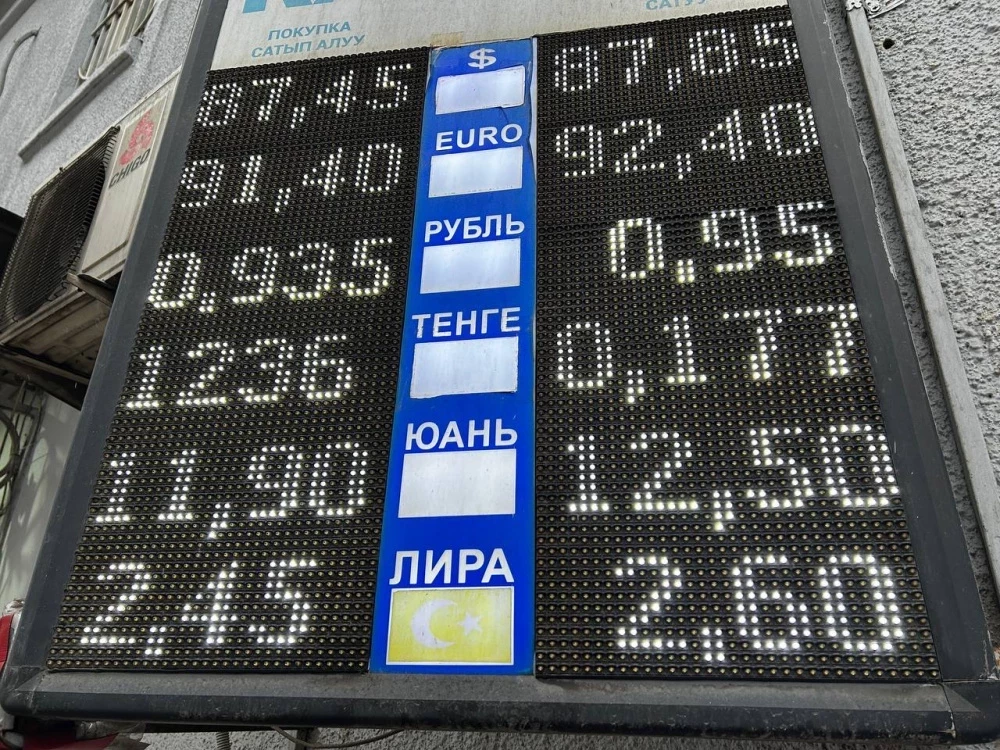 ПОКУПКА
САТЫП АЛУУ
САТУУ
87,45 $ 87,85
91,40 EURO 92,40
0,935 РУБЛЬ 0,95
1236 ТЕНГЕ 0,177
11,90 ЮАНЬ 12,50
2,45 ЛИРА 2,60
CHIGO